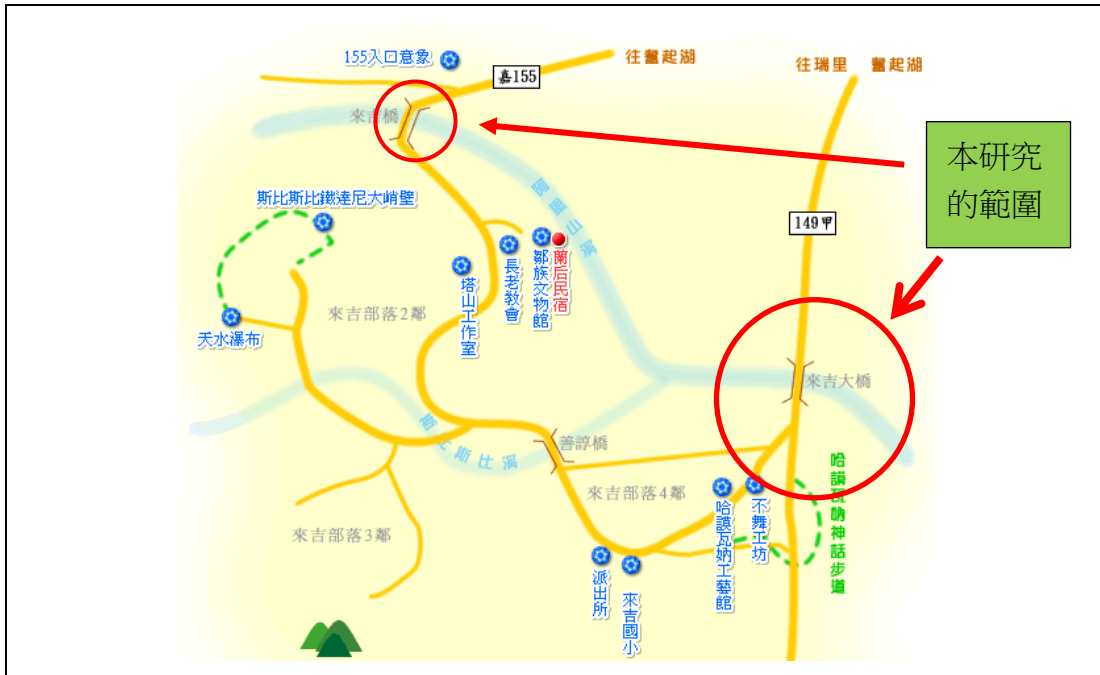 155入口意象
嘉155
往奮起湖
往瑞里 奮起湖
來吉橋
本研究
的範圍
斯比斯比鐵達尼大峭壁
149甲
鄒族文物館
蘭后民宿
長老教會
塔山工作室
來吉部落2鄰
天水瀑布
來吉大橋
斯比斯比溪
善諄橋
來吉部落4鄰
來吉部落3鄰
不舞工坊
哈謨瓦吶工藝館
哈謨瓦吶神話步道
派出所
來吉國小